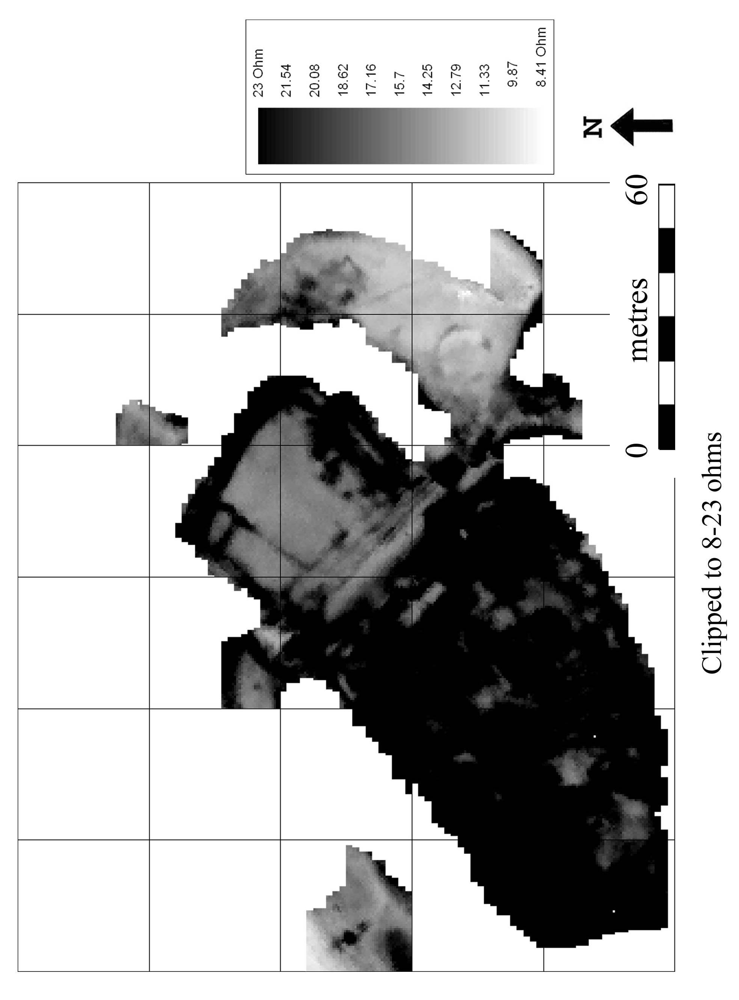 23 Ohm
21.54
20.08
18.62
17.16
15.7
14.25
12.79
11.33
9.87
8.41 Ohm
N
0 metres 60
Clipped to 8-23 ohms